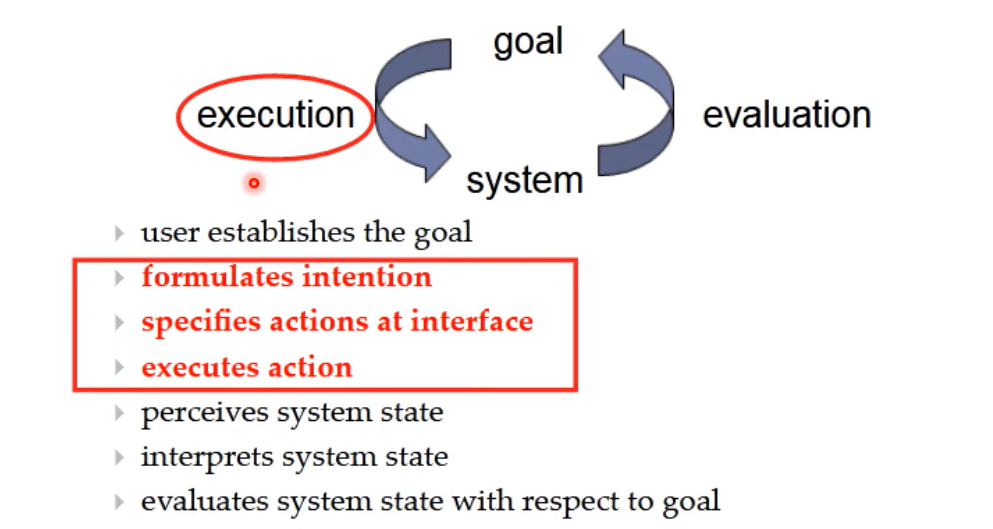 goal
execution
evaluation
system
user establishes the goal
formulates intention
specifies actions at interface
executes action
perceives system state
interprets system state
evaluates system state with respect to goal